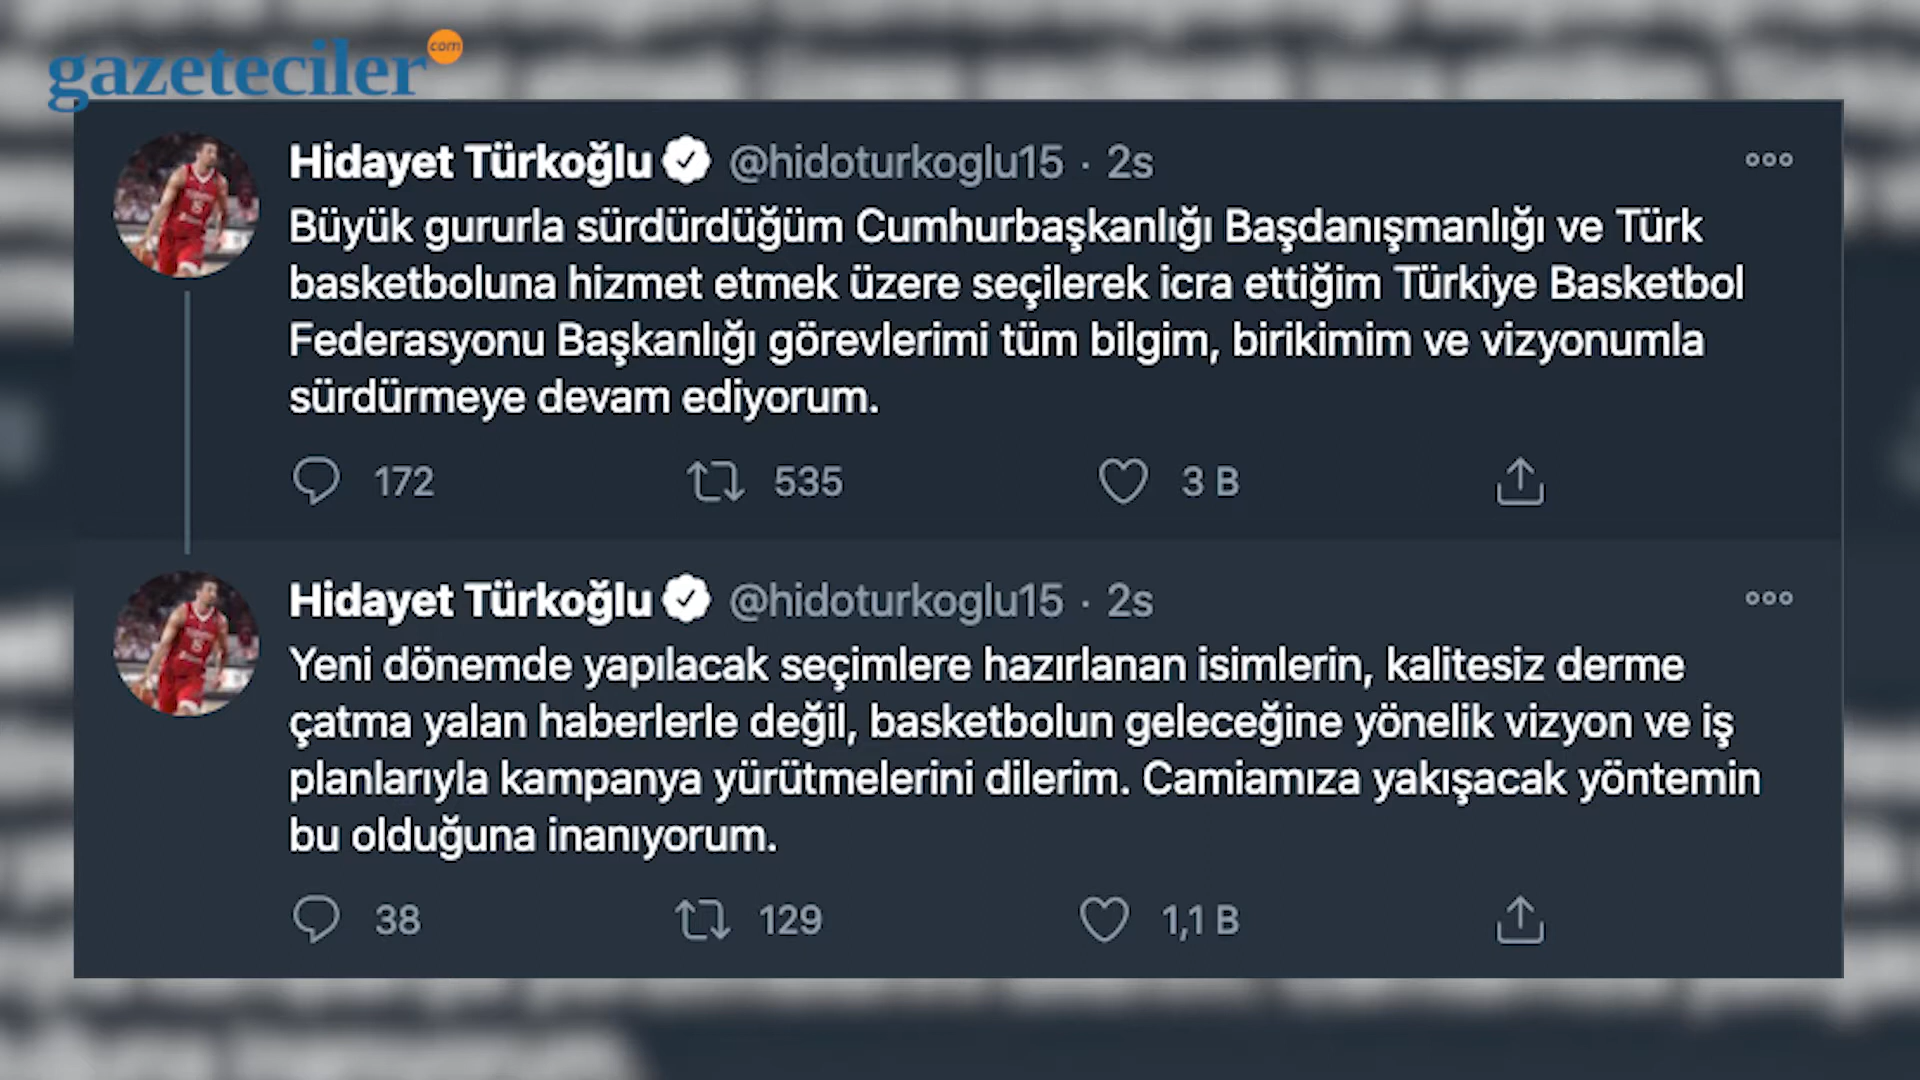 gazeteciler com
Hidayet Türkoğlu @hidoturkoglu15 · 2s
Büyük gururla sürdürdüğüm Cumhurbaşkanlığı Başdanışmanlığı ve Türk
basketboluna hizmet etmek üzere seçilerek icra ettiğim Türkiye Basketbol
Federasyonu Başkanlığı görevlerimi tüm bilgim, birikimim ve vizyonumla
sürdürmeye devam ediyorum.
172 535 3 B
Hidayet Türkoğlu @hidoturkoglu15 · 2s
Yeni dönemde yapılacak seçimlere hazırlanan isimlerin, kalitesiz derme
çatma yalan haberlerle değil, basketbolun geleceğine yönelik vizyon ve iş
planlarıyla kampanya yürütmelerini dilerim. Camiamıza yakışacak yöntemin
bu olduğuna inanıyorum.
38 129 1,1 B